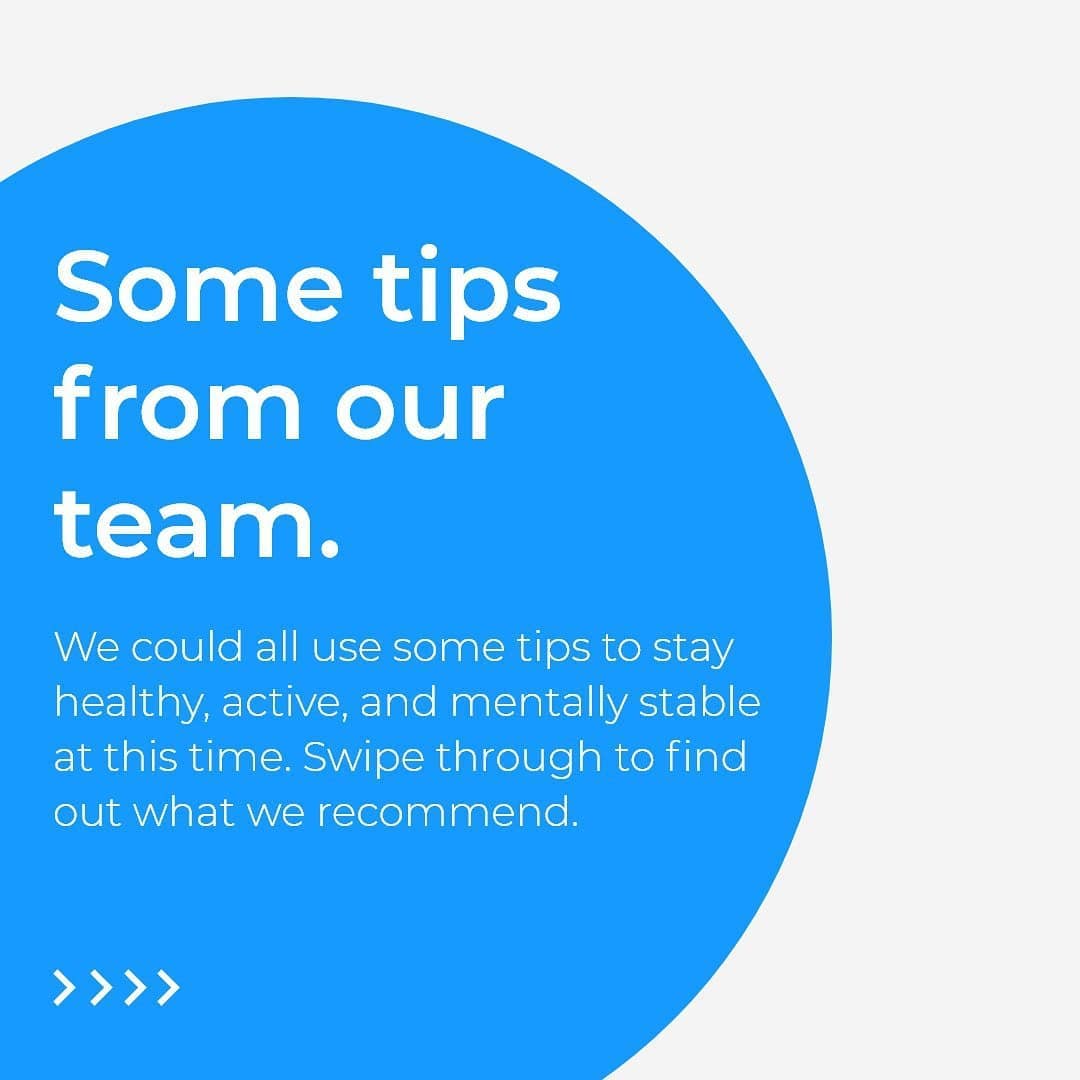 Some tips
from our
team.
We could all use some tips to stay
healthy, active, and mentally stable
at this time. Swipe through to find
out what we recommend.